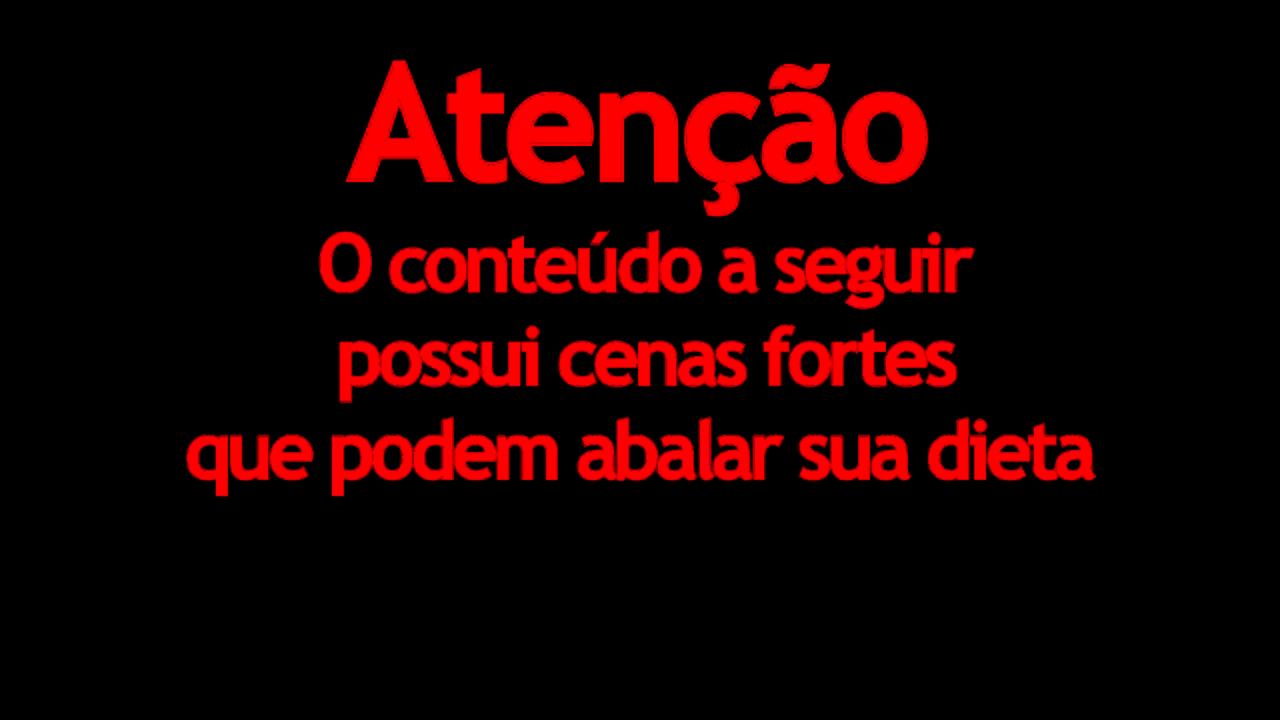 Atenção
O conteúdo a seguir
possui cenas fortes
que podem abalar sua dieta